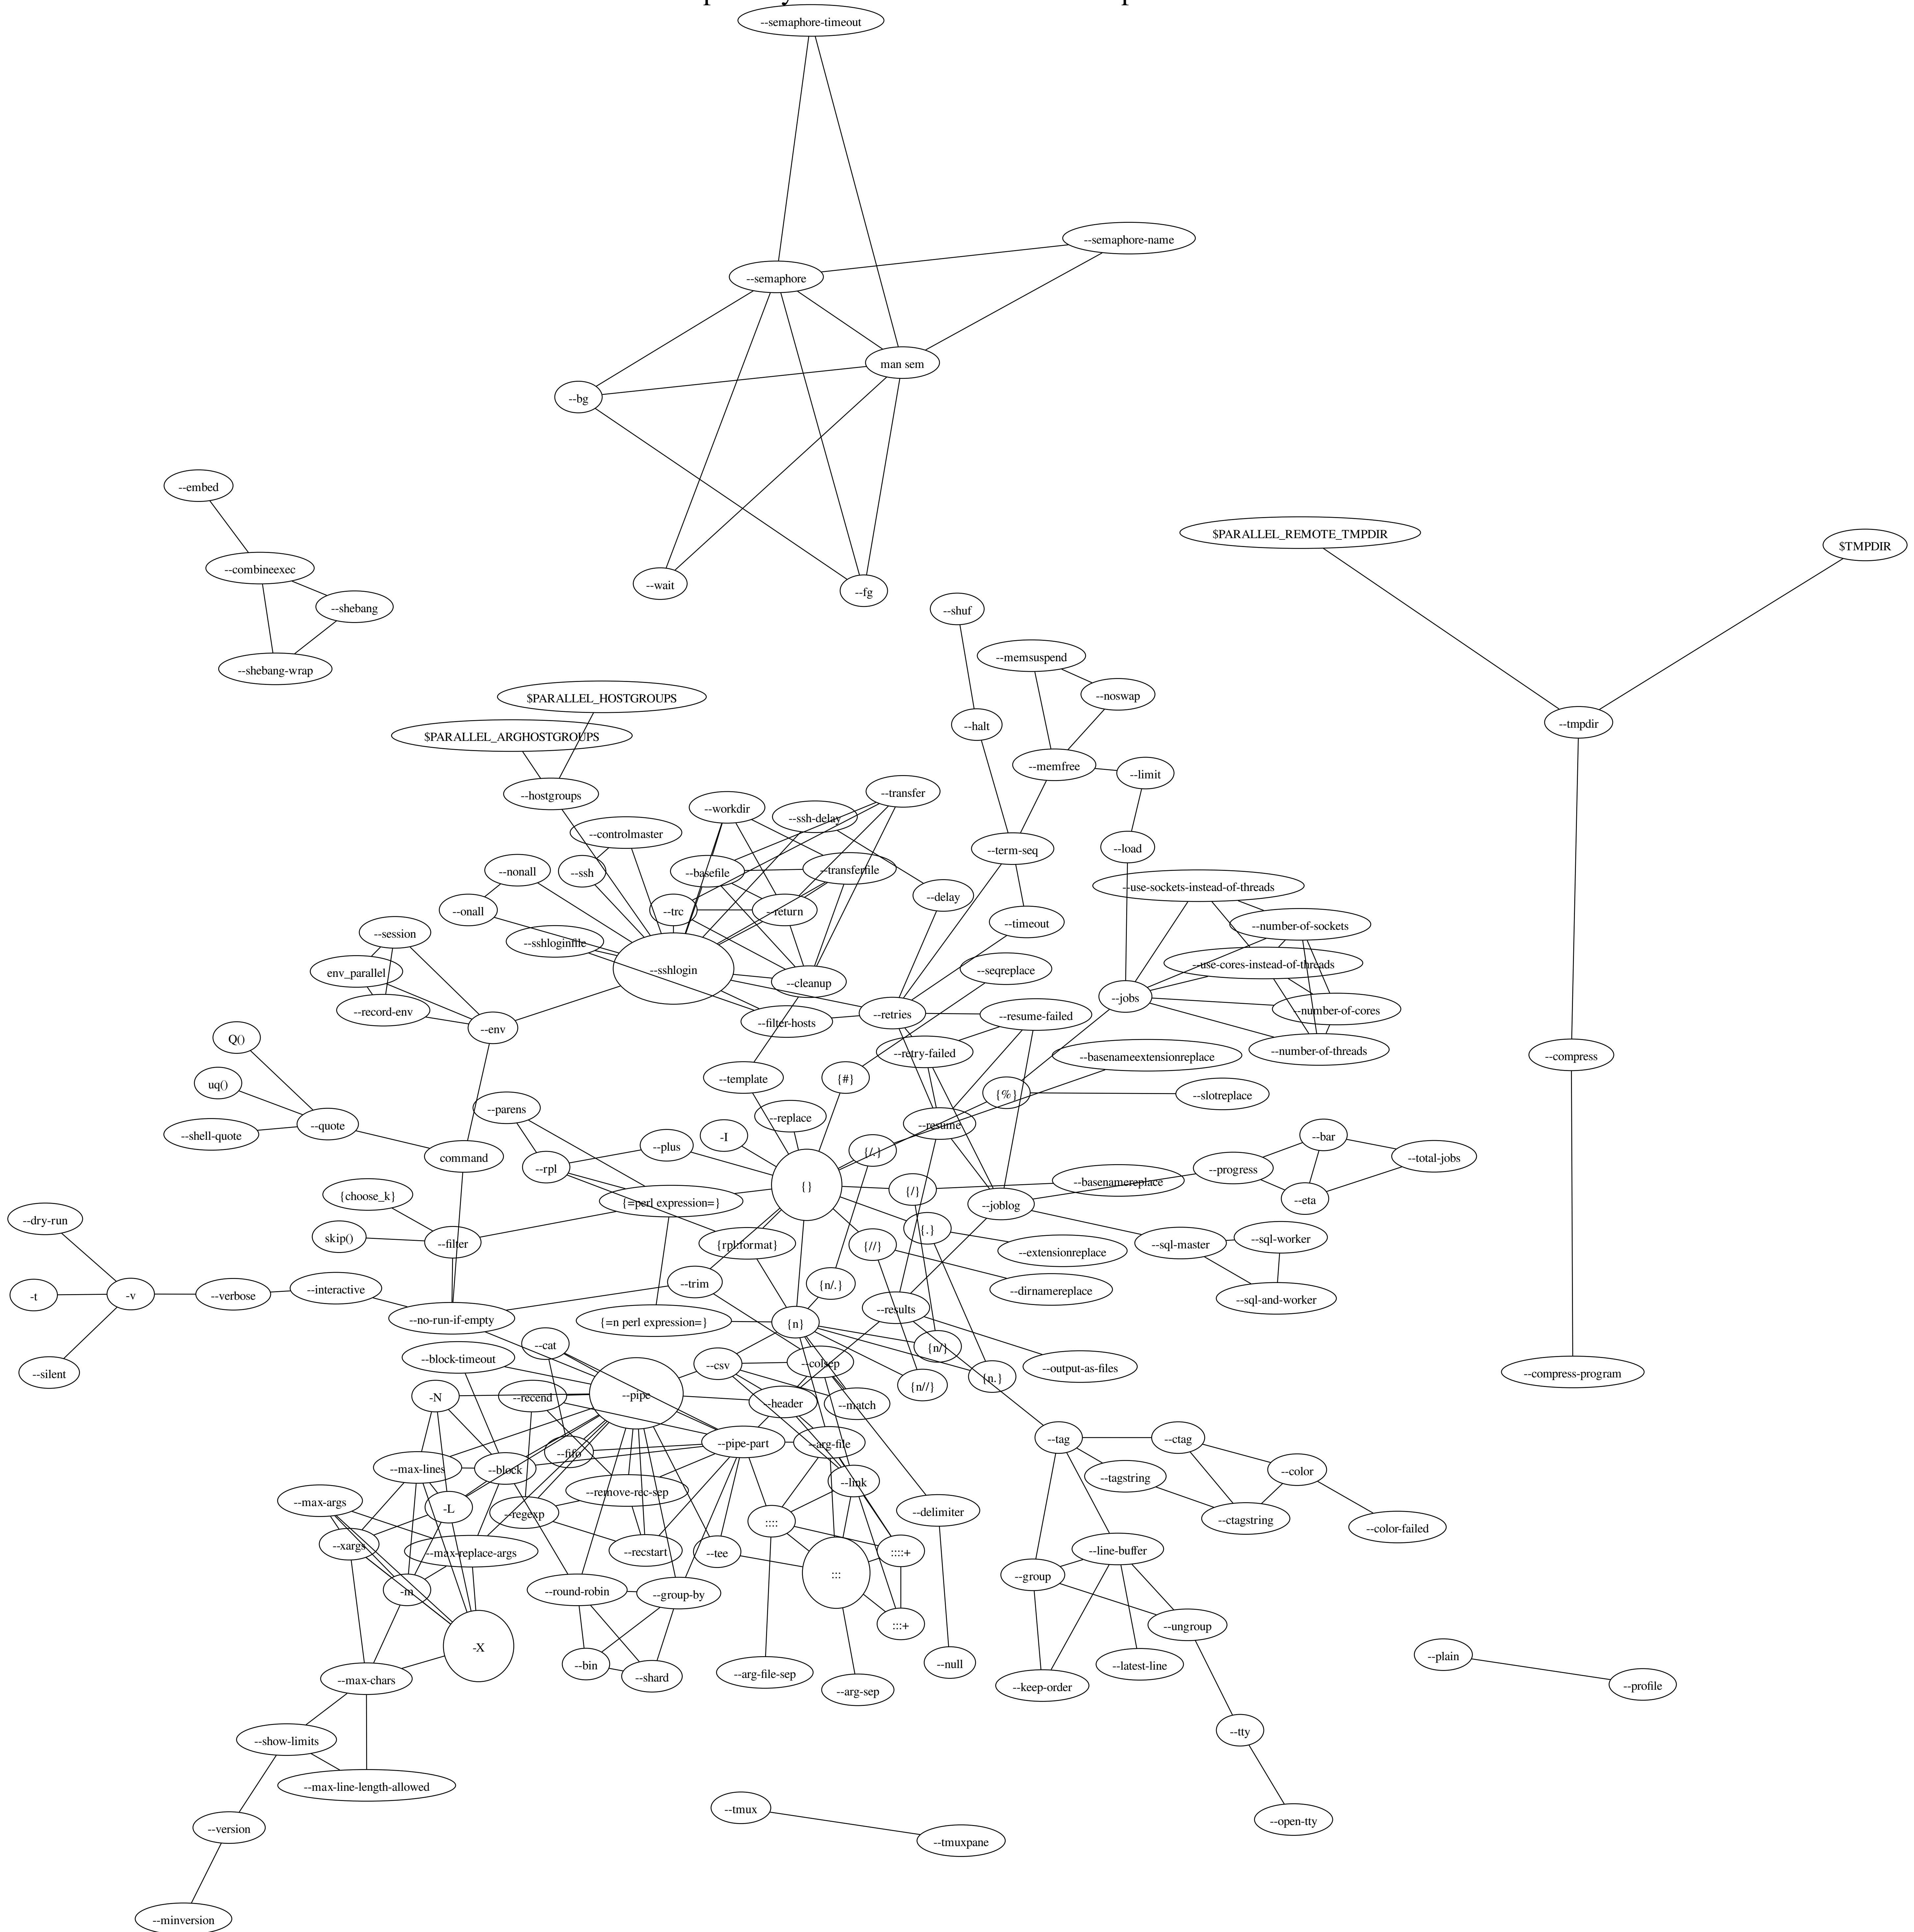 --semaphore-timeout
--semaphore-name
--semaphore
man sem
--bg
--embed
$PARALLEL_REMOTE_TMPDIR
$TMPDIR
--combineexec
--wait
--fg
--shebang
--shuf
--memsuspend
--shebang-wrap
--noswap
$PARALLEL_HOSTGROUPS
--halt
--tmpdir
$PARALLEL_ARGHOSTGROUPS
--memfree
--limit
--hostgroups
--transfer
--workdir
--ssh-delay
--controlmaster
--term-seq
--load
--nonall
--ssh
--basefile
--transferfile
--use-sockets-instead-of-threads
--delay
--onall
--trc
--return
--timeout
--number-of-sockets
--session
--sshloginfile
--use-cores-instead-of-threads
env_parallel
--sshlogin
--seqreplace
--cleanup
--jobs
--record-env
--number-of-cores
--retries
--resume-failed
--filter-hosts
--env
Q()
--number-of-threads
--retry-failed
--basenameextensionreplace
--compress
--template
{#}
uq()
{%}
--slotreplace
--parens
--replace
--quote
--resume
--shell-quote
-I
--bar
--plus
{/.}
command
--total-jobs
--rpl
--progress
{}
{/}
--basenamereplace
{choose_k}
--eta
{=perl expression=}
--joblog
--dry-run
{.}
skip()
--filter
{rpl:format}
{//}
--extensionreplace
--sql-master
--sql-worker
--trim
{n/.}
--dirnamereplace
--interactive
-t
-v
--verbose
--sql-and-worker
--results
--no-run-if-empty
{=n perl expression=}
{n}
--cat
{n/}
--block-timeout
--csv
--colsep
--output-as-files
--silent
--compress-program
{n.}
{n//}
-N
--recend
--pipe
--header
--match
--tag
--ctag
--fifo
--pipe-part
--arg-file
--max-lines
--block
--color
--tagstring
--link
--remove-rec-sep
--max-args
-L
--regexp
--delimiter
::::
--ctagstring
--color-failed
--xargs
--max-replace-args
--recstart
--tee
::::+
--line-buffer
:::
--group
-m
--round-robin
--group-by
:::+
--ungroup
-X
--plain
--bin
--null
--latest-line
--arg-file-sep
--shard
--max-chars
--profile
--keep-order
--arg-sep
--tty
--show-limits
--max-line-length-allowed
--tmux
--open-tty
--version
--tmuxpane
--minversion